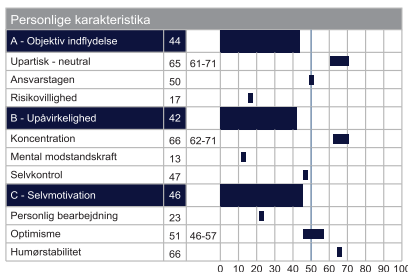 Personlige karakteristika
A - Objektiv indflydelse 44
Upartisk - neutral 65 61-71
Ansvarstagen 50
Risikovillighed 17
B - Upåvirkelighed 42
Koncentration 66 62-71
Mental modstandskraft 13
Selvkontrol 47
C - Selvmotivation 46
Personlig bearbejdning 23
Optimisme 51 46-57
Humørstabilitet 66
0 10 20 30 40 50 60 70 80 90 100